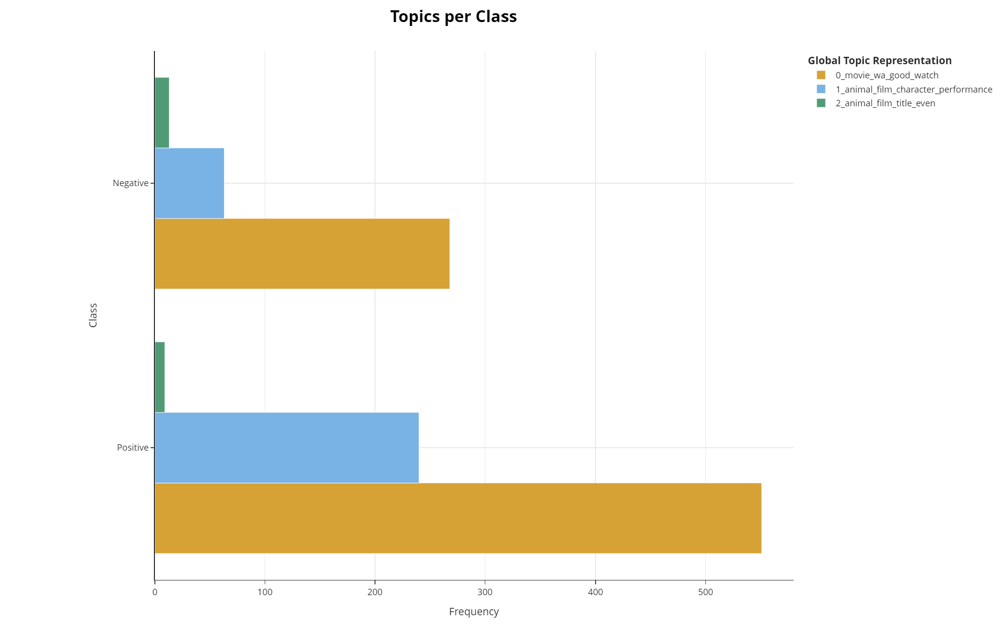 Topics per Class
Global Topic Representation
0_movie_wa_good_watch
1_animal_film_character_performance
2_animal_film_title_even
Negative
Class
Positive
0 100 200 300 400 500
Frequency